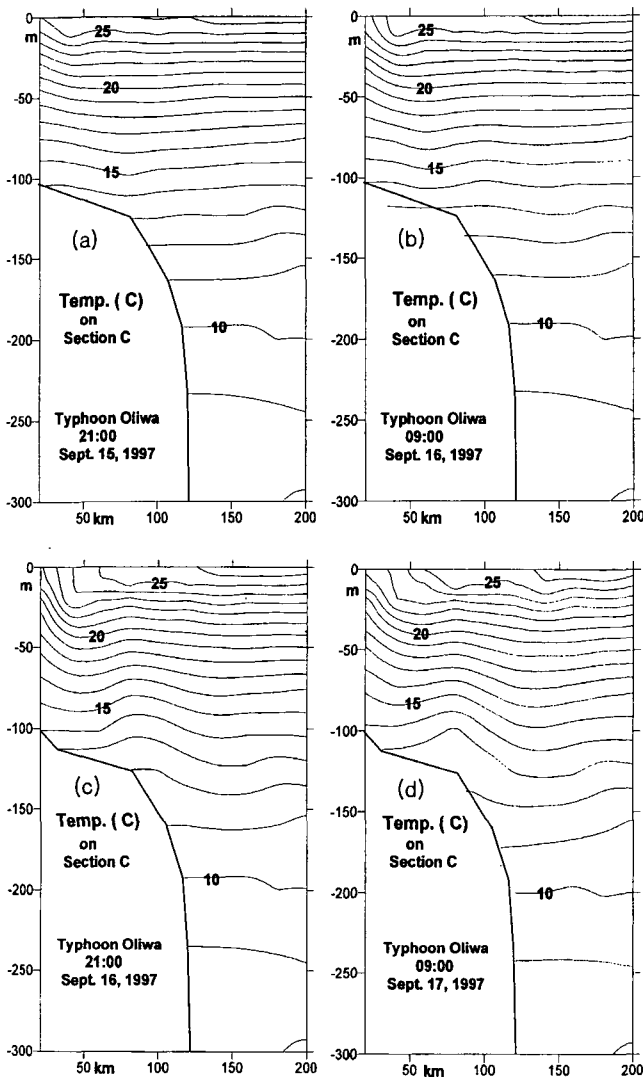 0
m
-50
-100
-150
-200
-250
-300
25
20
15
10
(a)
Temp. ( C)
on
Section C
Typhoon Oliwa
21:00
Sept. 15, 1997
50 km 100 150 200
0
m
-50
-100
-150
-200
-250
-300
25
20
15
10
(b)
Temp. ( C)
on
Section C
Typhoon Oliwa
09:00
Sept. 16, 1997
50 km 100 150 200
0
m
-50
-100
-150
-200
-250
-300
25
20
15
10
(c)
Temp. ( C)
on
Section C
Typhoon Oliwa
21:00
Sept. 16, 1997
50 km 100 150 200
0
m
-50
-100
-150
-200
-250
-300
25
20
15
10
(d)
Temp. ( C)
on
Section C
Typhoon Oliwa
09:00
Sept. 17, 1997
50 km 100 150 200